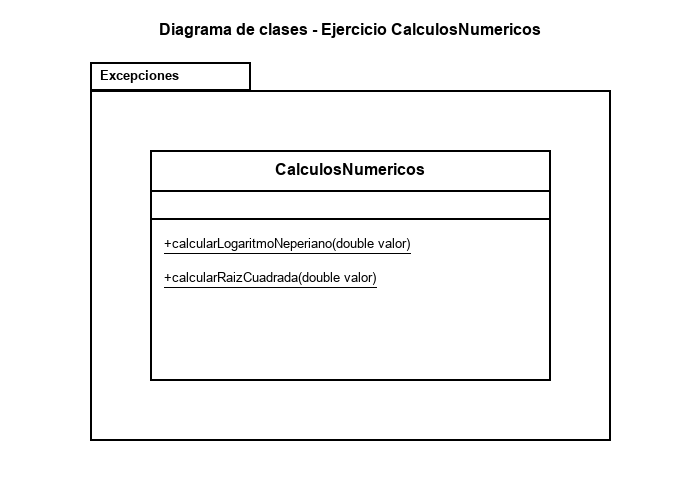 Diagrama de clases - Ejercicio CalculosNumericos
Excepciones
CalculosNumericos
+calcularLogaritmoNeperiano(double valor)
+calcularRaizCuadrada(double valor)